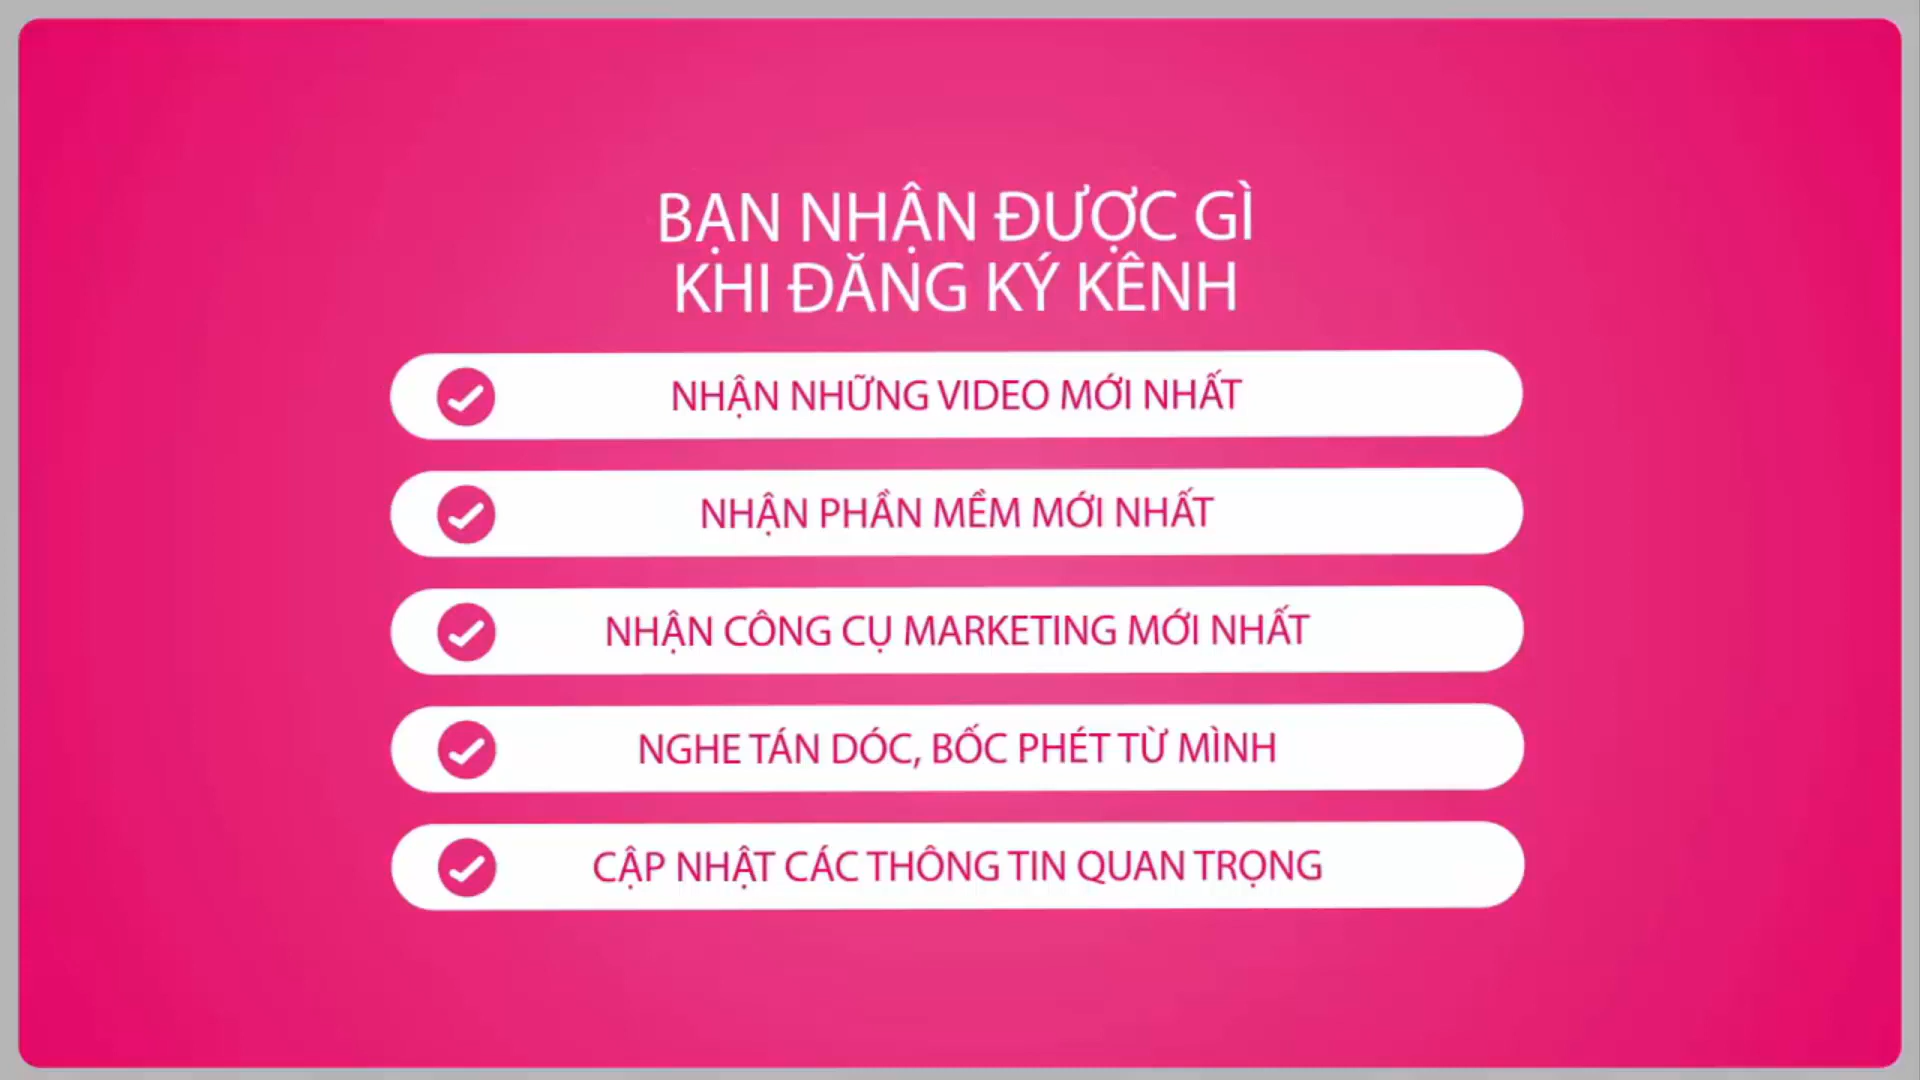 BẠN NHẬN ĐƯỢC GÌ
KHI ĐĂNG KÝ KÊNH
NHẬN NHỮNG VIDEO MỚI NHẤT
NHẬN PHẦN MỀM MỚI NHẤT
NHẬN CÔNG CỤ MARKETING MỚI NHẤT
NGHE TÁN DÓC, BỐC PHÉT TỪ MÌNH
CẬP NHẬT CÁC THÔNG TIN QUAN TRỌNG